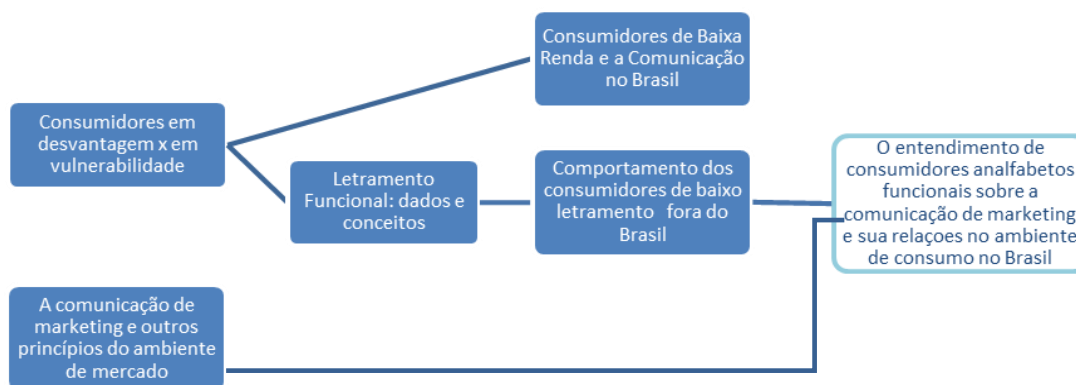 Consumidores de Baixa
Renda e a Comunicação
no Brasil
Consumidores em
desvantagem x em
vulnerabilidade
Letramento
Funcional: dados e
conceitos
Comportamento dos
consumidores de baixo
letramento fora do
Brasil
O entendimento de
consumidores analfabetos
funcionais sobre a
comunicação de marketing
e sua relaçoes no ambiente
de consumo no Brasil
A comunicação de
marketing e outros
princípios do ambiente
de mercado